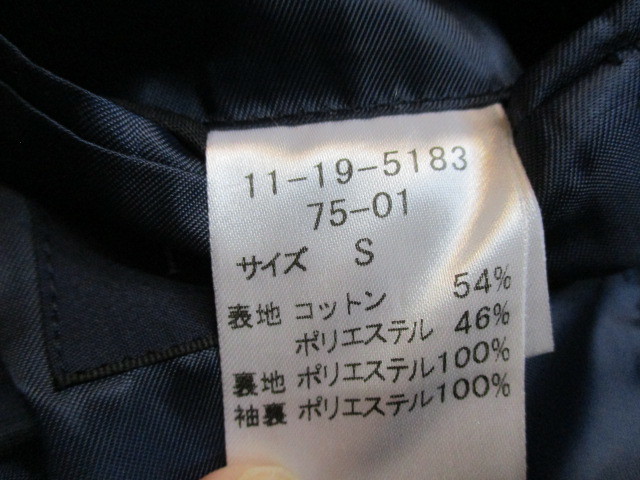 11-19-5183
75-01
サイズ S
表地 コットン 54%
ポリエステル 46%
裏地 ポリエステル100%
袖裏 ポリエステル100%